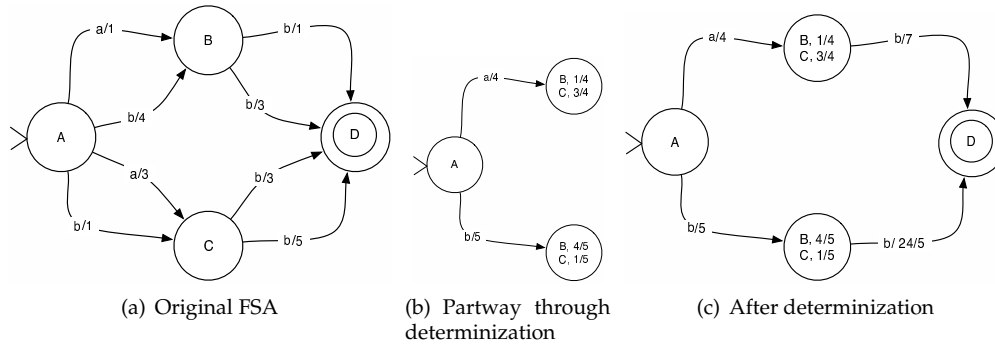 a/1
B
b/1
b/4
b/3
A
D
a/3
b/3
b/1
C
b/5
(a) Original FSA
a/4
B, 1/4
C, 3/4
A
b/5
B, 4/5
C, 1/5
(b) Partway through
determinization
a/4
B, 1/4
C, 3/4
b/7
A
D
b/5
B, 4/5
C, 1/5
b/ 24/5
(c) After determinization